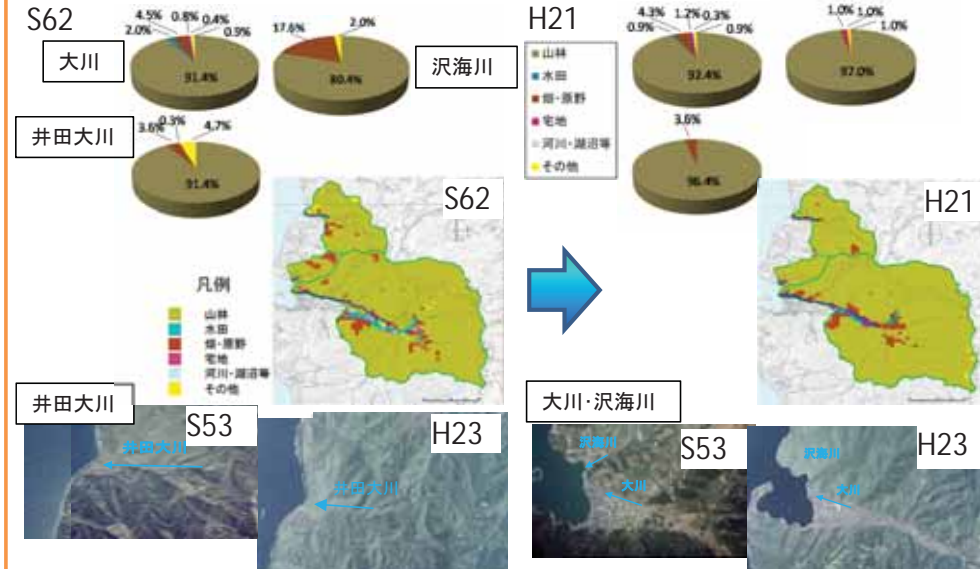 S62
4.5%
0.8%
0.4%
2.0%
0.9%
91.4%
大川
17.6%
2.0%
80.4%
沢海川
井田大川
3.6%
0.3%
4.7%
91.4%
H21
4.3%
1.2%
0.3%
0.9%
0.9%
92.4%
1.0%
1.0%
1.0%
97.0%
山林
水田
畑・原野
宅地
河川・湖沼等
その他
3.6%
96.4%
S62
凡例
山林
水田
畑・原野
宅地
河川・湖沼等
その他
H21
井田大川
S53
井田大川
H23
井田大川
大川・沢海川
S53
沢海川
大川
H23
沢海川
大川